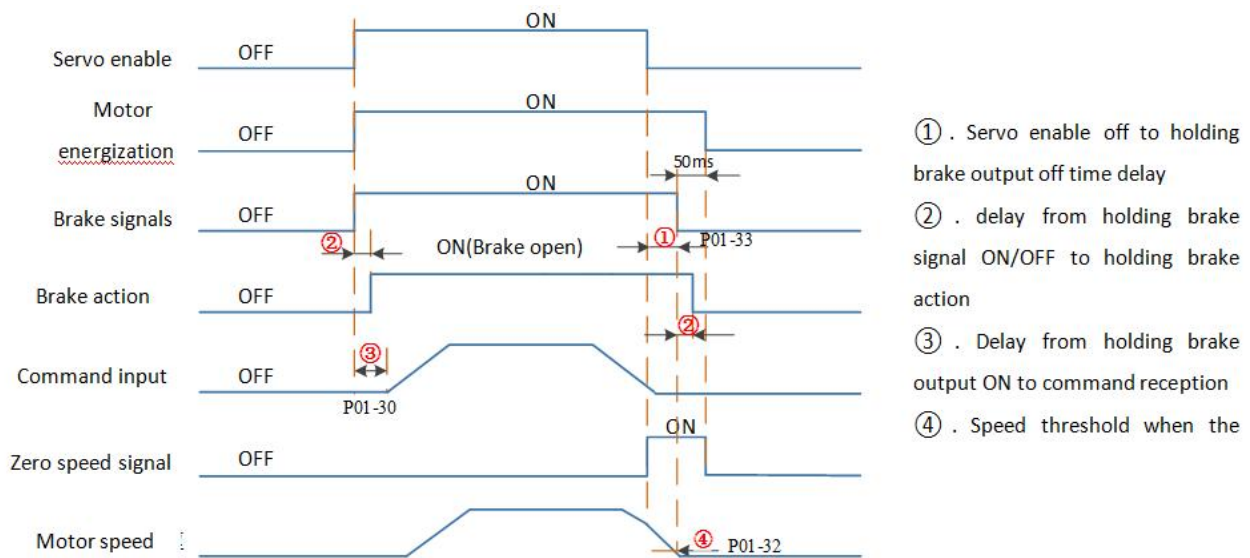 ON
Servo enable OFF
Motor
energization OFF
ON
50ms
Brake signals OFF
ON
② ON(Brake open) ① P01-33
Brake action OFF
②
③
Command input OFF
P01-30
ON
Zero speed signal OFF
④ P01-32
Motor speed
①. Servo enable off to holding
brake output off time delay
②. delay from holding brake
signal ON/OFF to holding brake
action
③. Delay from holding brake
output ON to command reception
④. Speed threshold when the